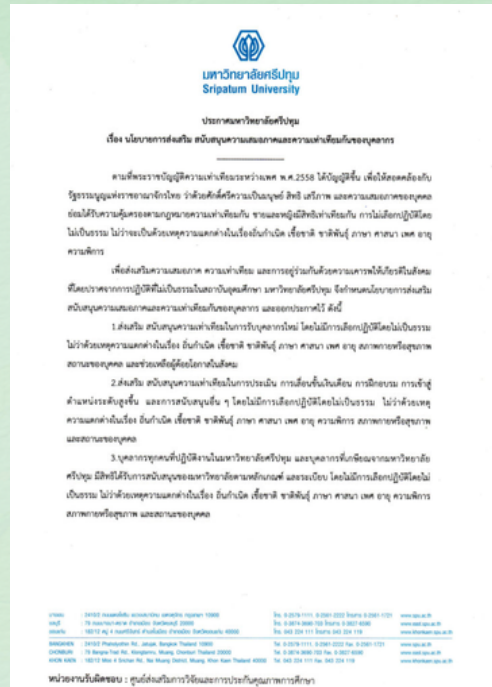 มหาวิทยาลัยศรีปทุม
Sripatum University
ประกาศมหาวิทยาลัยศรีปทุม
เรื่อง นโยบายการส่งเสริม สนับสนุนความเสมอภาคและความเท่าเทียมกันของบุคลากร
ตามที่พระราชบัญญัติความเท่าเทียมระหว่างเพศ พ.ศ.2558 ได้บัญญัติขึ้น เพื่อให้สอดคล้องกับ
รัฐธรรมนูญแห่งราชอาณาจักรไทย ว่าด้วยศักดิ์ศรีความเป็นมนุษย์ สิทธิ เสรีภาพ และความเสมอภาคของบุคคล
ย่อมได้รับความคุ้มครองตามกฎหมายความเท่าเทียมกัน ชายและหญิงมีสิทธิเท่าเทียมกัน การไม่เลือกปฏิบัติโดย
ไม่เป็นธรรม ไม่ว่าจะเป็นด้วยเหตุความแตกต่างในเรื่องถิ่นกำเนิด เชื้อชาติ ชาติพันธุ์ ภาษา ศาสนา เพศ อายุ
ความพิการ
เพื่อส่งเสริมความเสมอภาค ความเท่าเทียม และการอยู่ร่วมกันด้วยความเคารพให้เกียรติในสังคม
ที่โดยปราศจากการปฏิบัติที่ไม่เป็นธรรมในสถาบันอุดมศึกษา มหาวิทยาลัยศรีปทุม จึงกำหนดนโยบายการส่งเสริม
สนับสนุนความเสมอภาคและความเท่าเทียมกันของบุคลากร และออกประกาศไว้ ดังนี้
1.ส่งเสริม สนับสนุนความเท่าเทียมในการรับบุคลากรใหม่ โดยไม่มีการเลือกปฏิบัติโดยไม่เป็นธรรม
ไม่ว่าด้วยเหตุความแตกต่างในเรื่อง ถิ่นกำเนิด เชื้อชาติ ชาติพันธุ์ ภาษา ศาสนา เพศ อายุ สภาพกายหรือสุขภาพ
สถานะของบุคคล และช่วยเหลือผู้ด้อยโอกาสในสังคม
2.ส่งเสริม สนับสนุนความเท่าเทียมในการประเมิน การเลื่อนขั้นเงินเดือน การฝึกอบรม การเข้าสู่
ตำแหน่งระดับสูงขึ้น และการสนับสนุนอื่น ๆ โดยไม่มีการเลือกปฏิบัติโดยไม่เป็นธรรม ไม่ว่าด้วยเหตุ
ความแตกต่างในเรื่อง ถิ่นกำเนิด เชื้อชาติ ชาติพันธุ์ ภาษา ศาสนา เพศ อายุ ความพิการ สภาพกายหรือสุขภาพ
และสถานะของบุคคล
3.บุคลากรทุกคนที่ปฏิบัติงานในมหาวิทยาลัยศรีปทุม และบุคลากรที่เกษียณจากมหาวิทยาลัย
ศรีปทุม มีสิทธิได้รับการสนับสนุนของมหาวิทยาลัยตามหลักเกณฑ์ และระเบียบ โดยไม่มีการเลือกปฏิบัติโดยไม่
เป็นธรรม ไม่ว่าด้วยเหตุความแตกต่างในเรื่อง ถิ่นกำเนิด เชื้อชาติ ชาติพันธุ์ ภาษา ศาสนา เพศ อายุ ความพิการ
สภาพกายหรือสุขภาพ และสถานะของบุคคล
หน่วยงานรับผิดชอบ : ศูนย์ส่งเสริมการวิจัยและการประกันคุณภาพการศึกษา